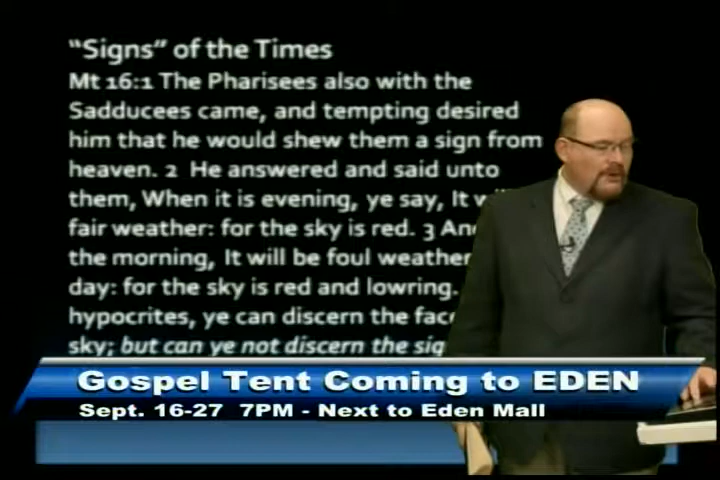 “Signs” of the Times
Mt 16:1 The Pharisees also with the
Sadducees came, and tempting desired
him that he would shew them a sign from
heaven. 2 He answered and said unto
them, When it is evening, ye say, It
fair weather: for the sky is red. 3
the morning, It will be foul weather
day: for the sky is red and lowring.
hypocrites, ye can discern the
sky; but can ye not discern the
Gospel Tent Coming to EDEN
Sept. 16-27 7PM - Next to Eden Mall